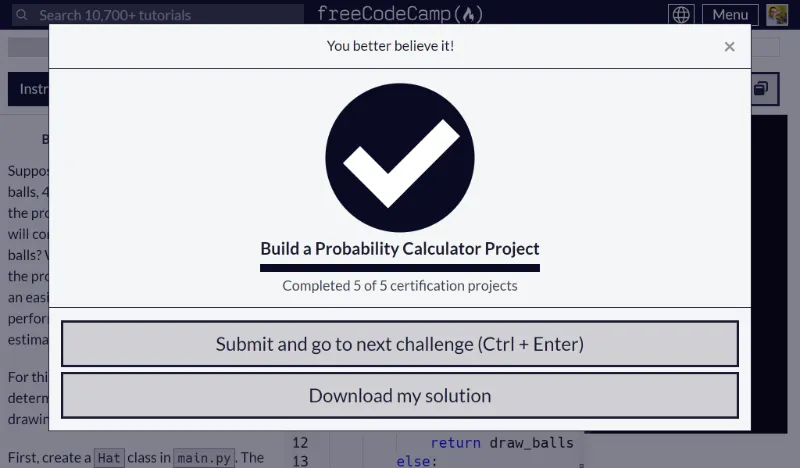 Search 10,700+ tutorials
freeCodeCamp(🔥)
Menu
You better believe it!
×
Instr
B
Suppos
balls, 4
the pro
will co
balls? V
the pro
an easi
perform
estima
For thi
determ
drawin
First, create a Hat class in main.py. The
Build a Probability Calculator Project
Completed 5 of 5 certification projects
Submit and go to next challenge (Ctrl + Enter)
Download my solution
12 return draw_balls
13 else: